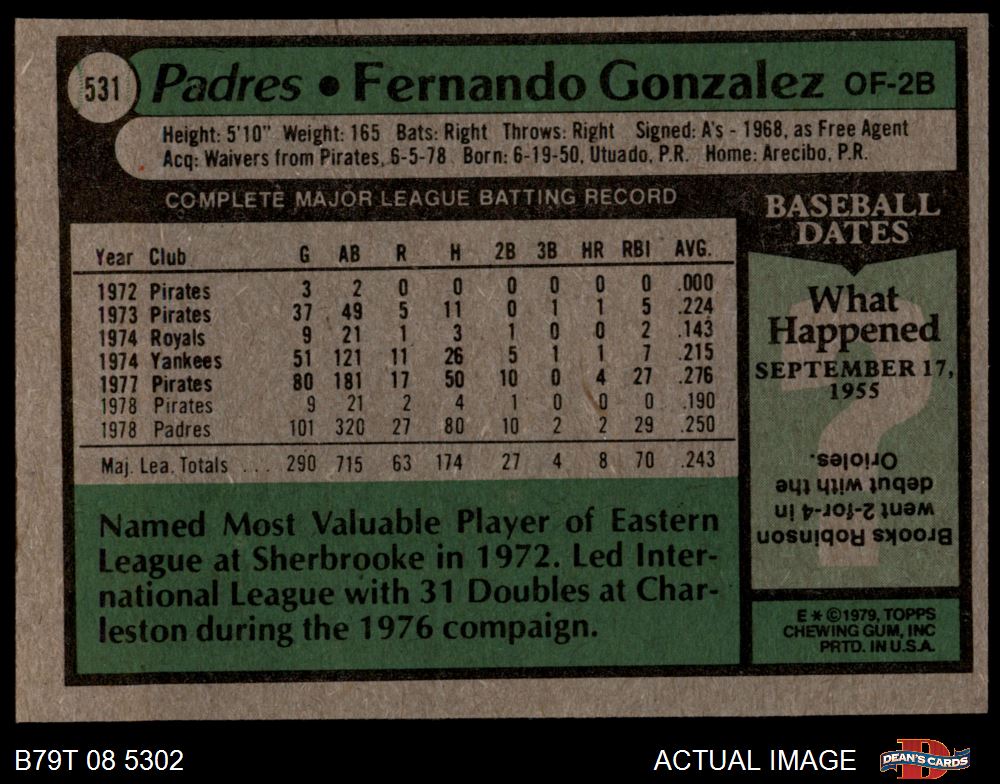 531 Padres • Fernando Gonzalez OF-2B
Height: 5'10" Weight: 165 Bats: Right Throws: Right Signed: A's - 1968, as Free Agent
Acq: Waivers from Pirates, 6-5-78 Born: 6-19-50, Utuado, P.R. Home: Arecibo, P.R.
COMPLETE MAJOR LEAGUE BATTING RECORD
Year Club G AB R H 2B 3B HR RBI AVG.
1972 Pirates 3 2 0 0 0 0 0 0 .000
1973 Pirates 37 49 5 11 0 1 1 5 .224
1974 Royals 9 21 1 3 1 0 0 2 .143
1974 Yankees 51 121 11 26 5 1 1 7 .215
1977 Pirates 80 181 17 50 10 0 4 27 .276
1978 Pirates 9 21 2 4 1 0 0 0 .190
1978 Padres 101 320 27 80 10 2 2 29 .250
Maj. Lea. Totals ... 290 715 63 174 27 4 8 70 .243
Named Most Valuable Player of Eastern
League at Sherbrooke in 1972. Led Inter-
national League with 31 Doubles at Char-
leston during the 1976 compaign.
BASEBALL
DATES
What
Happened
SEPTEMBER 17,
1955
Brooks Robinson
went 2-for-4 in
debut with the
Orioles.
E * © 1979, TOPPS
CHEWING GUM, INC
PRTD. IN U.S.A.
B79T 08 5302
ACTUAL IMAGE
D
DEAN'S CARDS